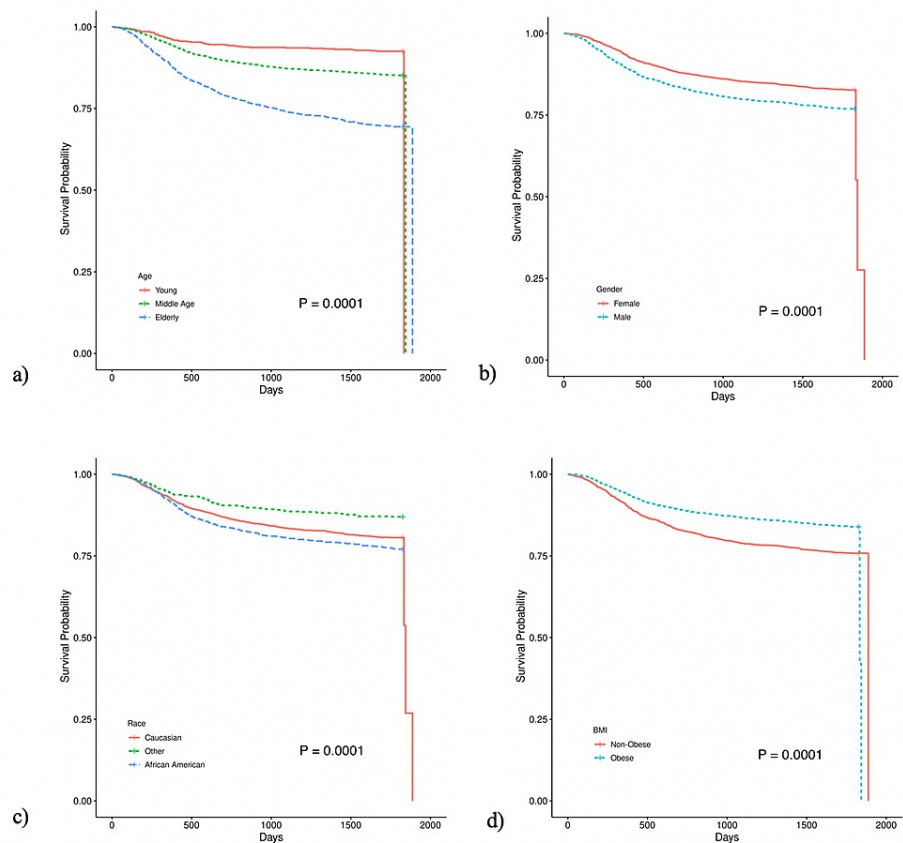 1.00
0.75
0.50
0.25
0.00
Survival Probability
Age
Young
Middle Age
Elderly
P = 0.0001
0
500
1000
1500
2000
Days
a)
1.00
0.75
0.50
0.25
0.00
Survival Probability
Gender
Female
Male
P = 0.0001
0
500
1000
1500
2000
Days
b)
1.00
0.75
0.50
0.25
0.00
Survival Probability
Race
Caucasian
Other
African American
P = 0.0001
0
500
1000
1500
2000
Days
c)
1.00
0.75
0.50
0.25
0.00
Survival Probability
BMI
Non-Obese
Obese
P = 0.0001
0
500
1000
1500
2000
Days
d)